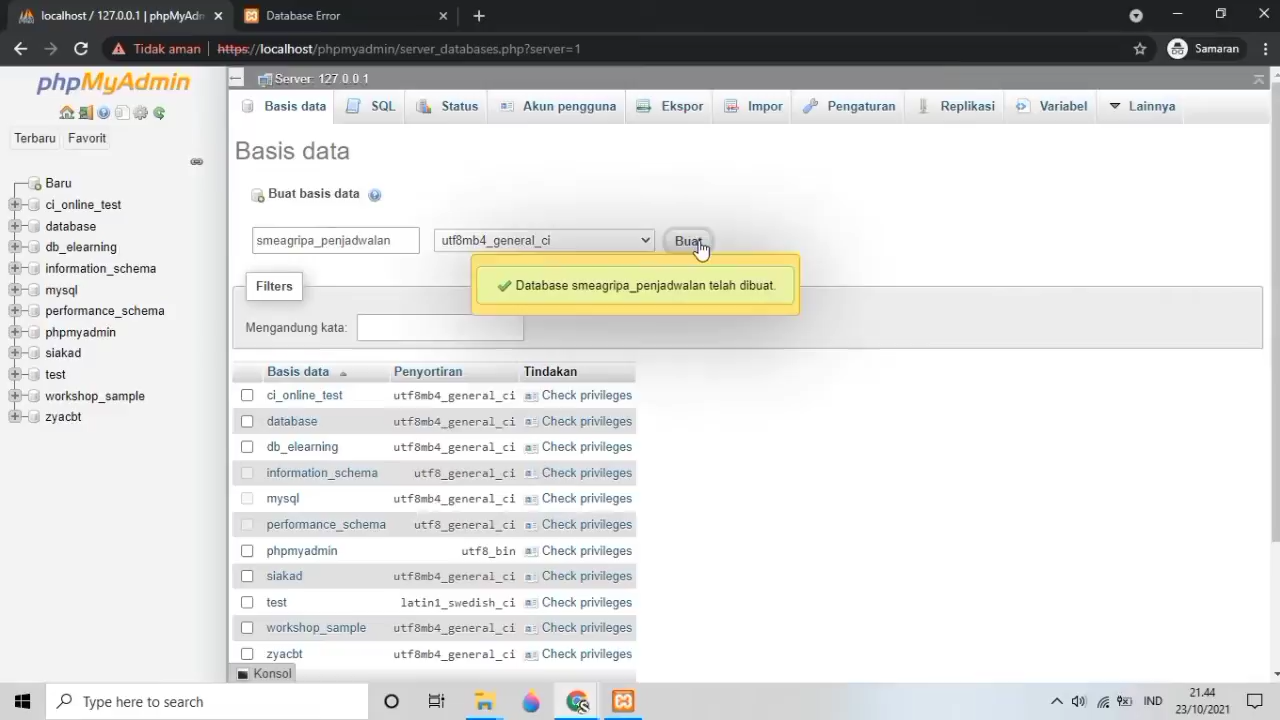 localhost / 127.0.0.1 | phpMyAdm
Database Error
Tidak aman
https://localhost/phpmyadmin/server_databases.php?server=1
Samaran
phpMyAdmin
Terbaru
Favorit
Baru
ci_online_test
database
db_elearning
information_schema
mysql
performance_schema
phpmyadmin
siakad
test
workshop_sample
zyacbt
Server: 127.0.0.1
Basis data
SQL
Status
Akun pengguna
Ekspor
Impor
Pengaturan
Replikasi
Variabel
Lainnya
Basis data
Buat basis data
smeagripa_penjadwalan
utf8mb4_general_ci
Buat
Database smeagripa_penjadwalan telah dibuat.
Filters
Mengandung kata:
Basis data Penyortiran Tindakan
ci_online_test utf8mb4_general_ci Check privileges
database utf8mb4_general_ci Check privileges
db_elearning utf8mb4_general_ci Check privileges
information_schema utf8_general_ci Check privileges
mysql utf8mb4_general_ci Check privileges
performance_schema utf8_general_ci Check privileges
phpmyadmin utf8_bin Check privileges
siakad utf8mb4_general_ci Check privileges
test latin1_swedish_ci Check privileges
workshop_sample utf8mb4_general_ci Check privileges
zyacbt utf8mb4_general_ci Check privileges
Konsol
Type here to search
IND
21.44
23/10/2021